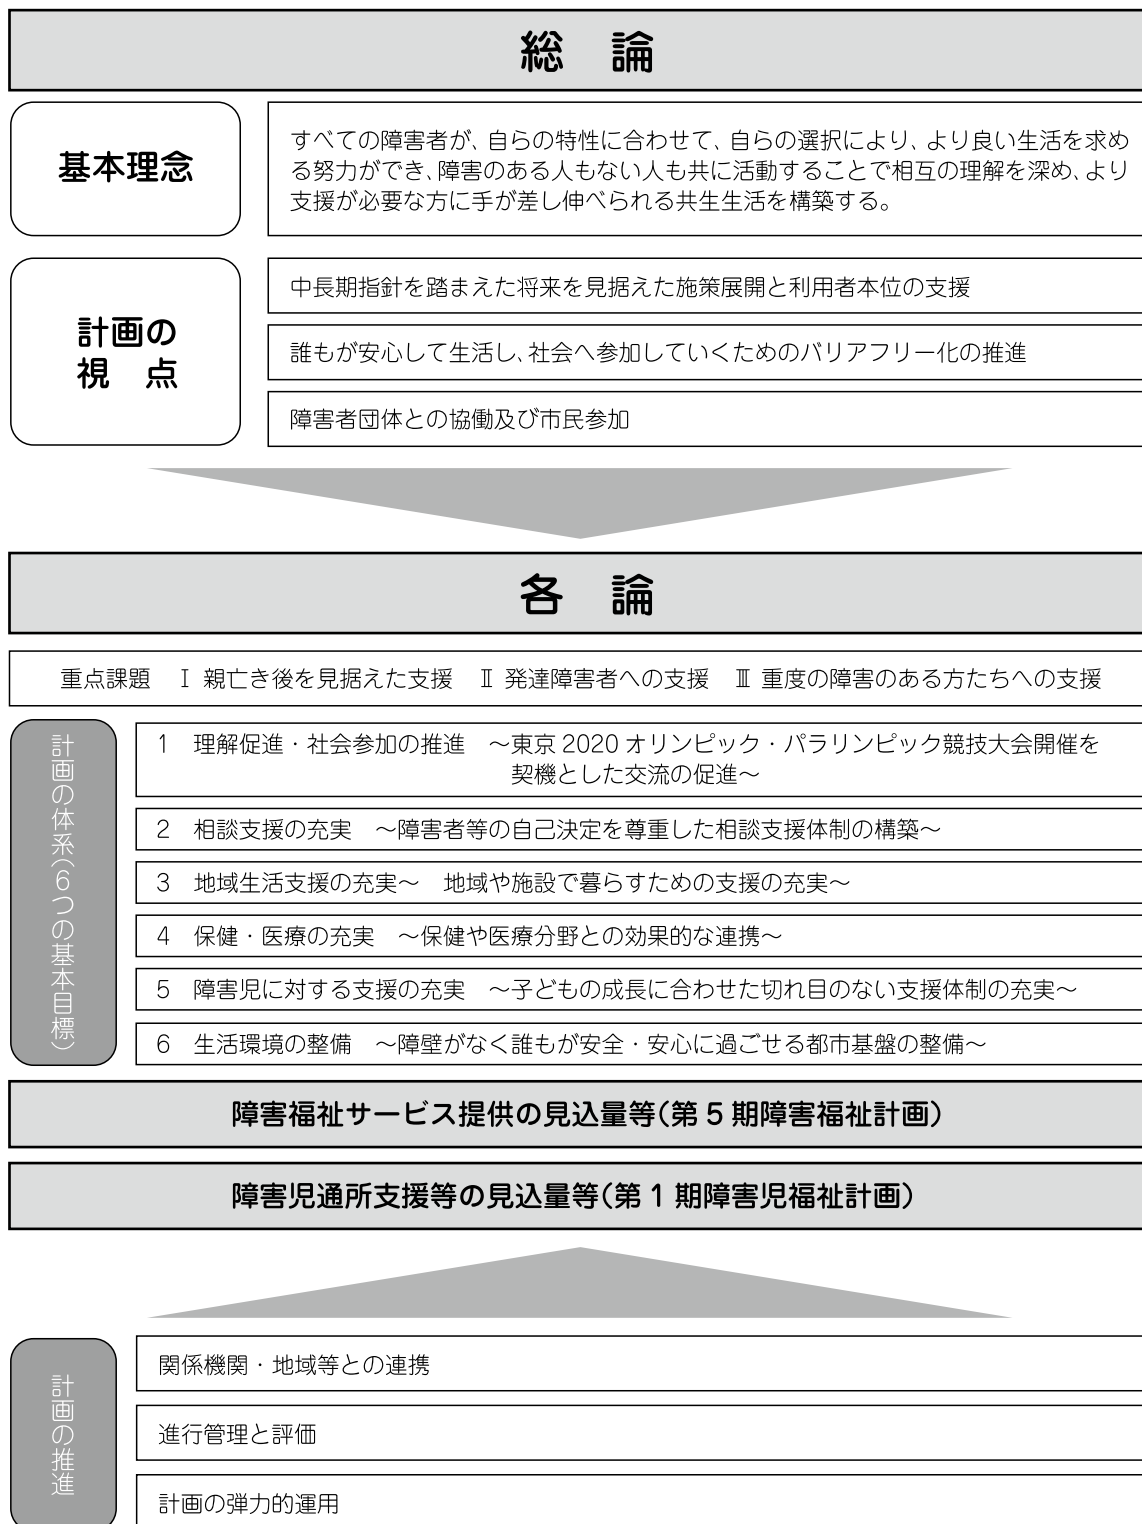 総　論
基本理念
すべての障害者が、自らの特性に合わせて、自らの選択により、より良い生活を求め
る努力ができ、障害のある人もない人も共に活動することで相互の理解を深め、より
支援が必要な方に手が差し伸べられる共生生活を構築する。
計画の
視　点
中長期指針を踏まえた将来を見据えた施策展開と利用者本位の支援
誰もが安心して生活し、社会へ参加していくためのバリアフリー化の推進
障害者団体との協働及び市民参加
各　論
重点課題　Ⅰ 親亡き後を見据えた支援　Ⅱ 発達障害者への支援　Ⅲ 重度の障害のある方たちへの支援
計画の体系（6つの基本目標）
1　理解促進・社会参加の推進　～東京 2020 オリンピック・パラリンピック競技大会開催を
契機とした交流の促進～
2　相談支援の充実　～障害者等の自己決定を尊重した相談支援体制の構築～
3　地域生活支援の充実～　地域や施設で暮らすための支援の充実～
4　保健・医療の充実　～保健や医療分野との効果的な連携～
5　障害児に対する支援の充実　～子どもの成長に合わせた切れ目のない支援体制の充実～
6　生活環境の整備　～障壁がなく誰もが安全・安心に過ごせる都市基盤の整備～
障害福祉サービス提供の見込量等（第 5 期障害福祉計画）
障害児通所支援等の見込量等（第 1 期障害児福祉計画）
計画の推進
関係機関・地域等との連携
進行管理と評価
計画の弾力的運用